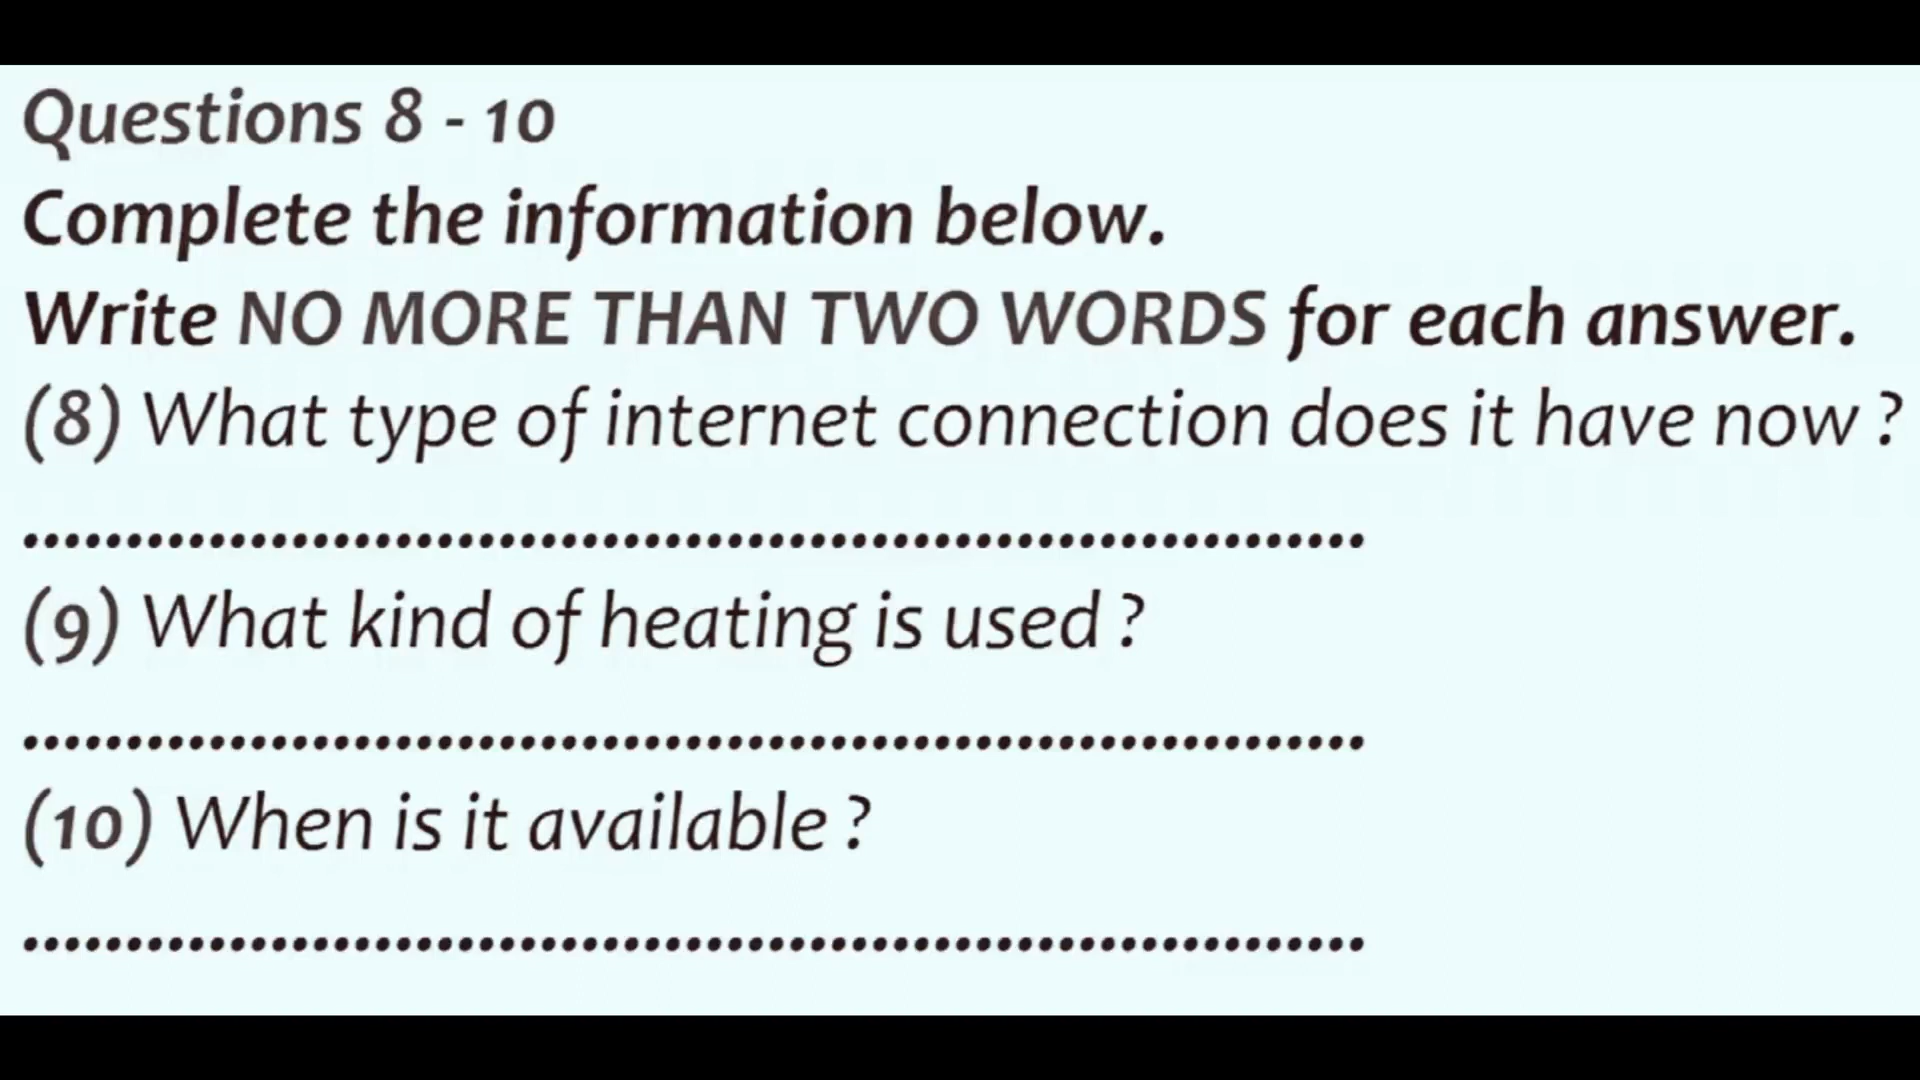 Questions 8 - 10
Complete the information below.
Write NO MORE THAN TWO WORDS for each answer.
(8) What type of internet connection does it have now ?
.................................................................
(9) What kind of heating is used ?
.................................................................
(10) When is it available ?
.................................................................